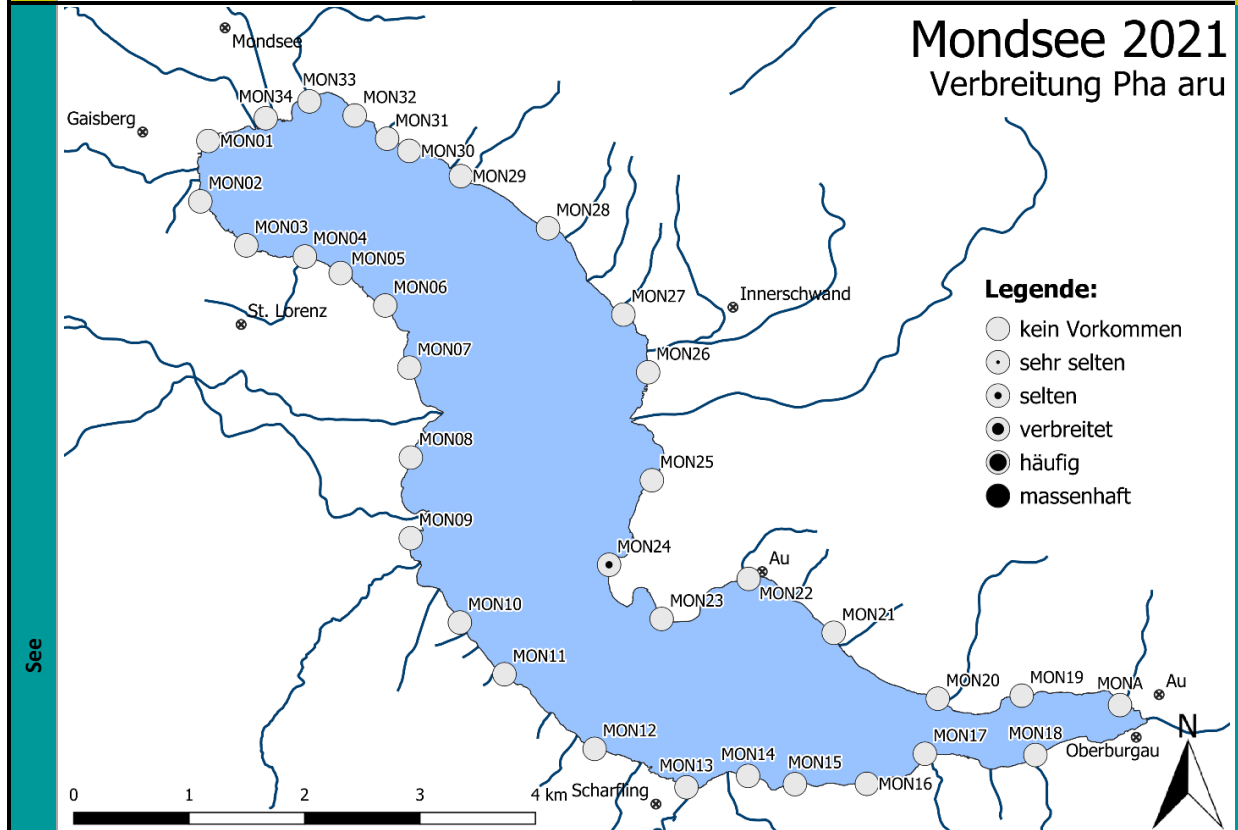 Mondsee 2021
Verbreitung Pha aru
Mondsee
MON33
MON34
MON32
Gaisberg
MON31
MON01
MON30
MON29
MON02
MON28
MON03
MON04
MON05
MON06
MON27
Innerschwand
St. Lorenz
MON07
MON26
Legende:
kein Vorkommen
sehr selten
selten
verbreitet
häufig
massenhaft
MON08
MON25
MON09
MON24
Au
MON22
MON10
MON23
MON21
MON11
See
MON20
MON19
MONA
Au
MON12
MON17
MON18
Oberburgau
N
MON13
MON14
MON15
MON16
Scharfling
0 1 2 3 4 km